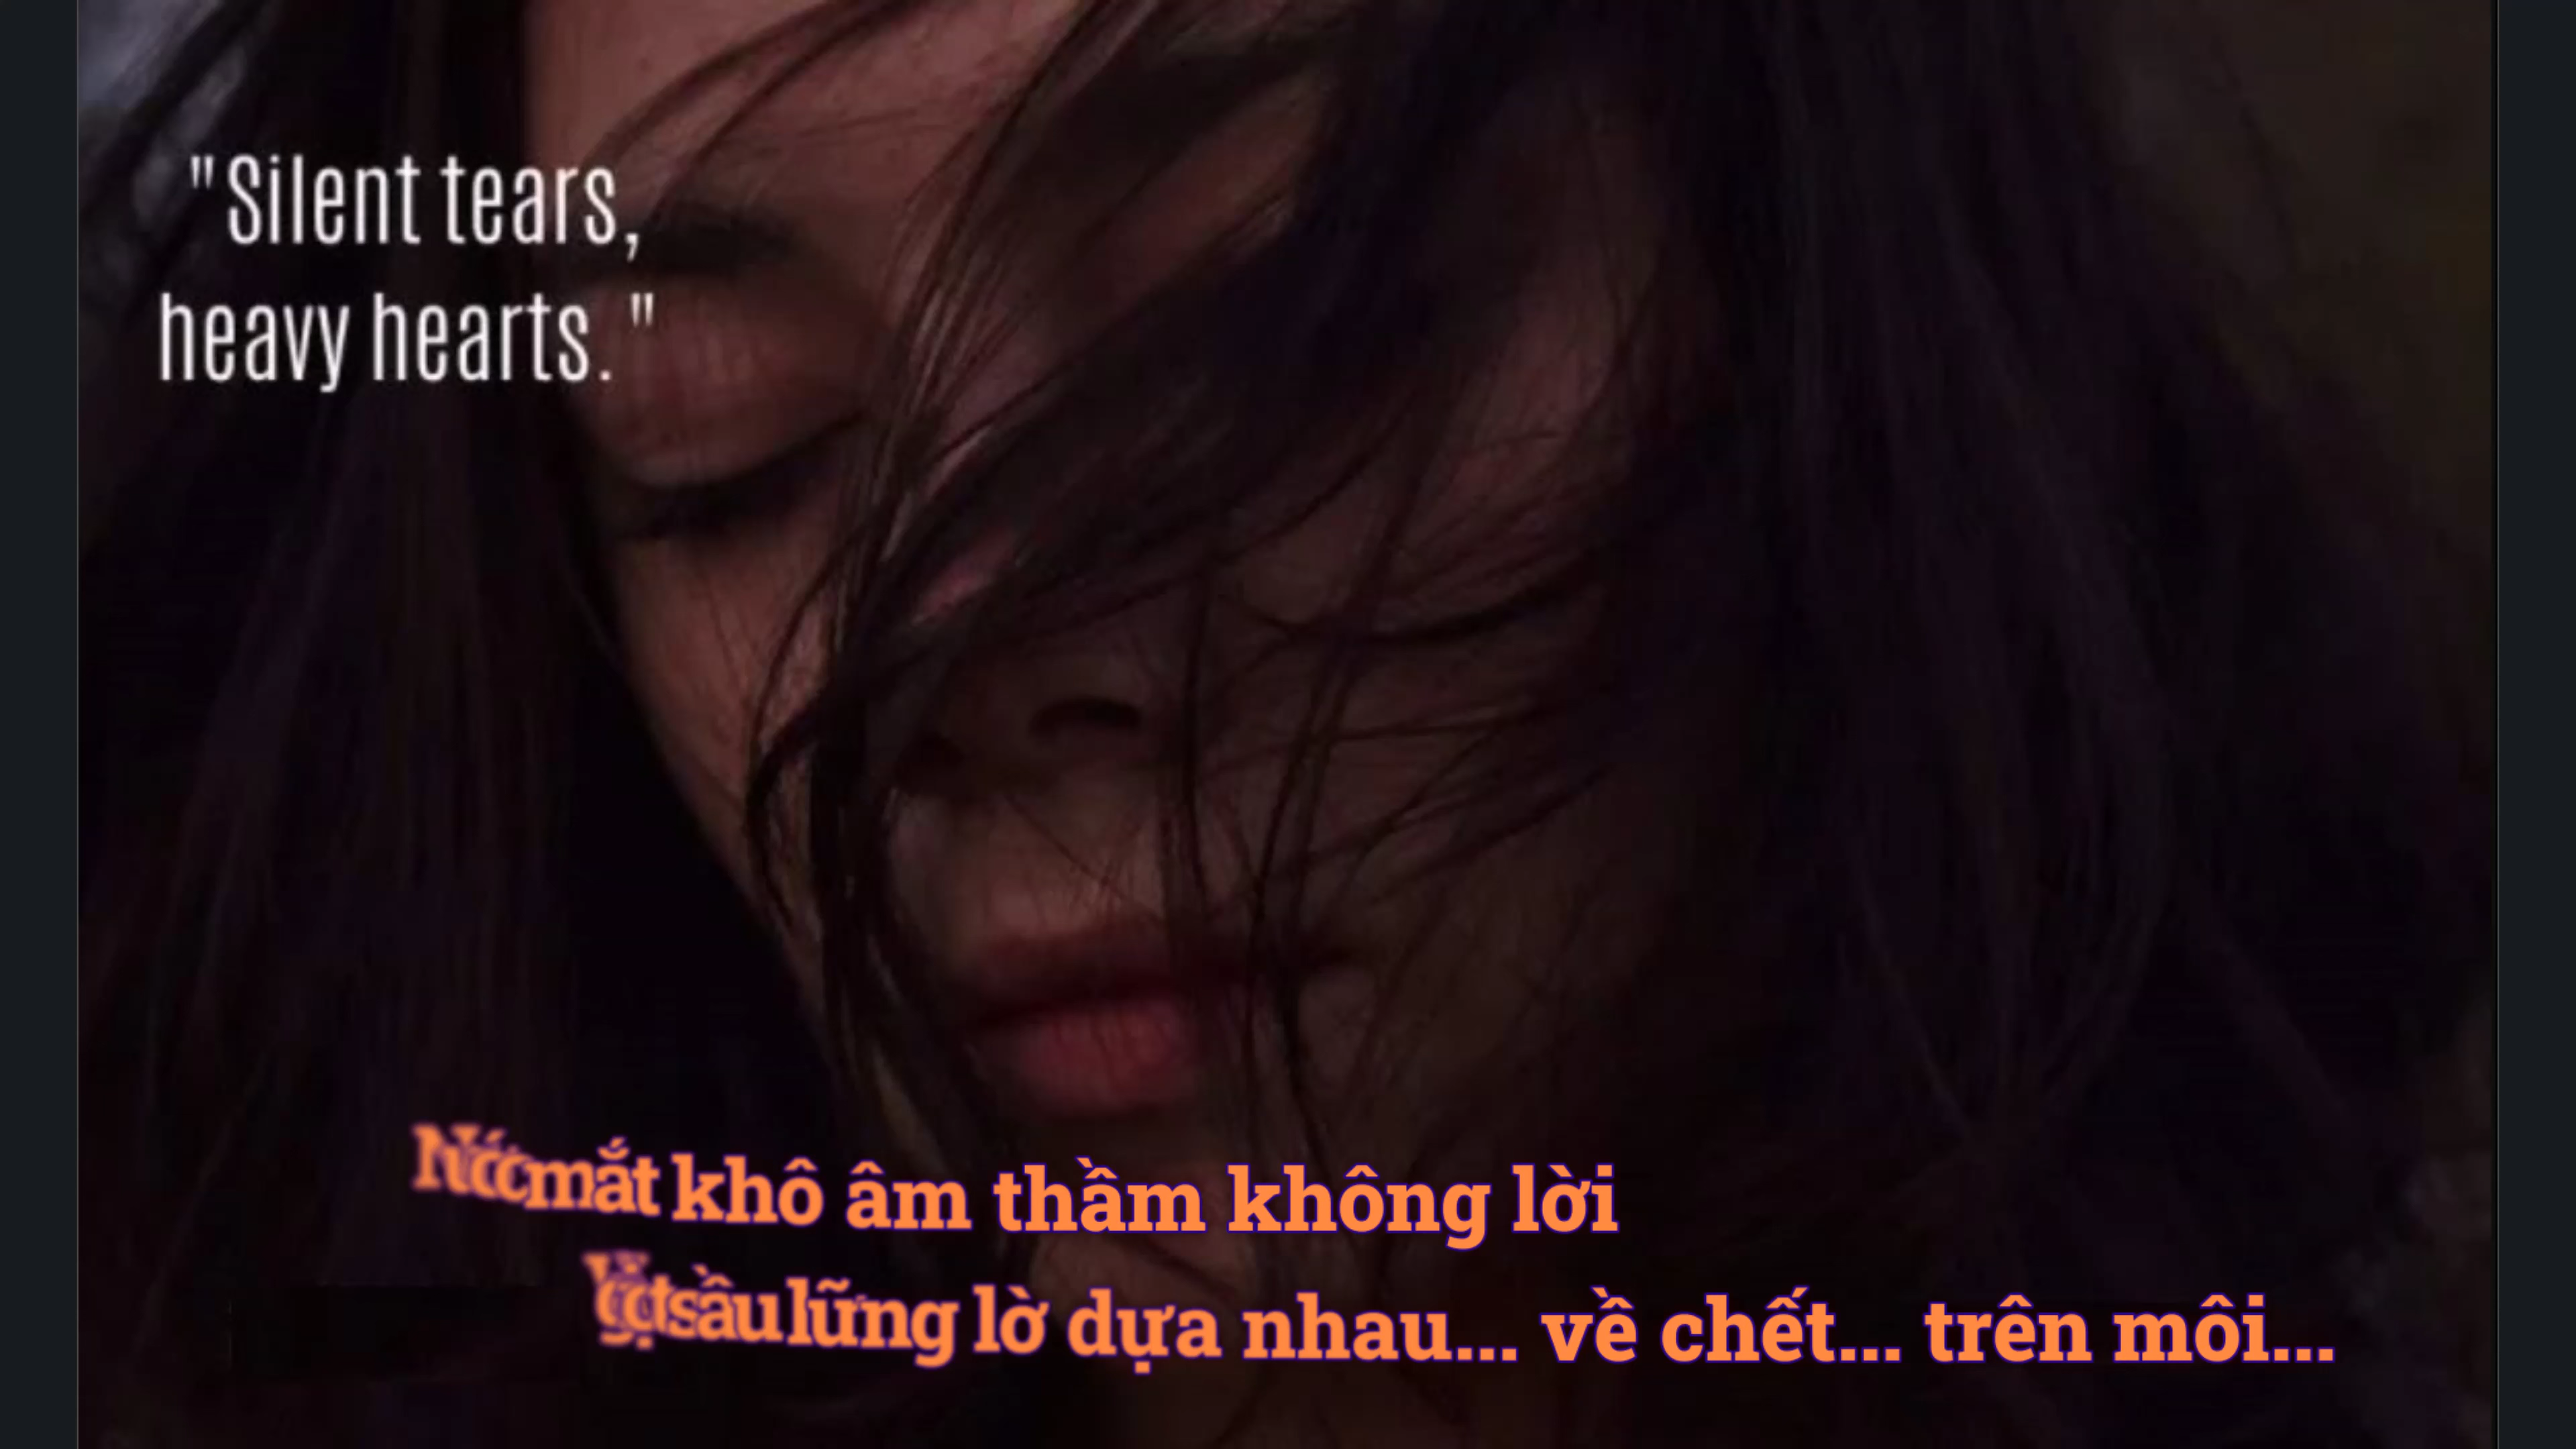 "Silent tears,
heavy hearts."
Nước mắt khô âm thầm không lời
sầu lững lờ dựa nhau... về chết... trên môi...